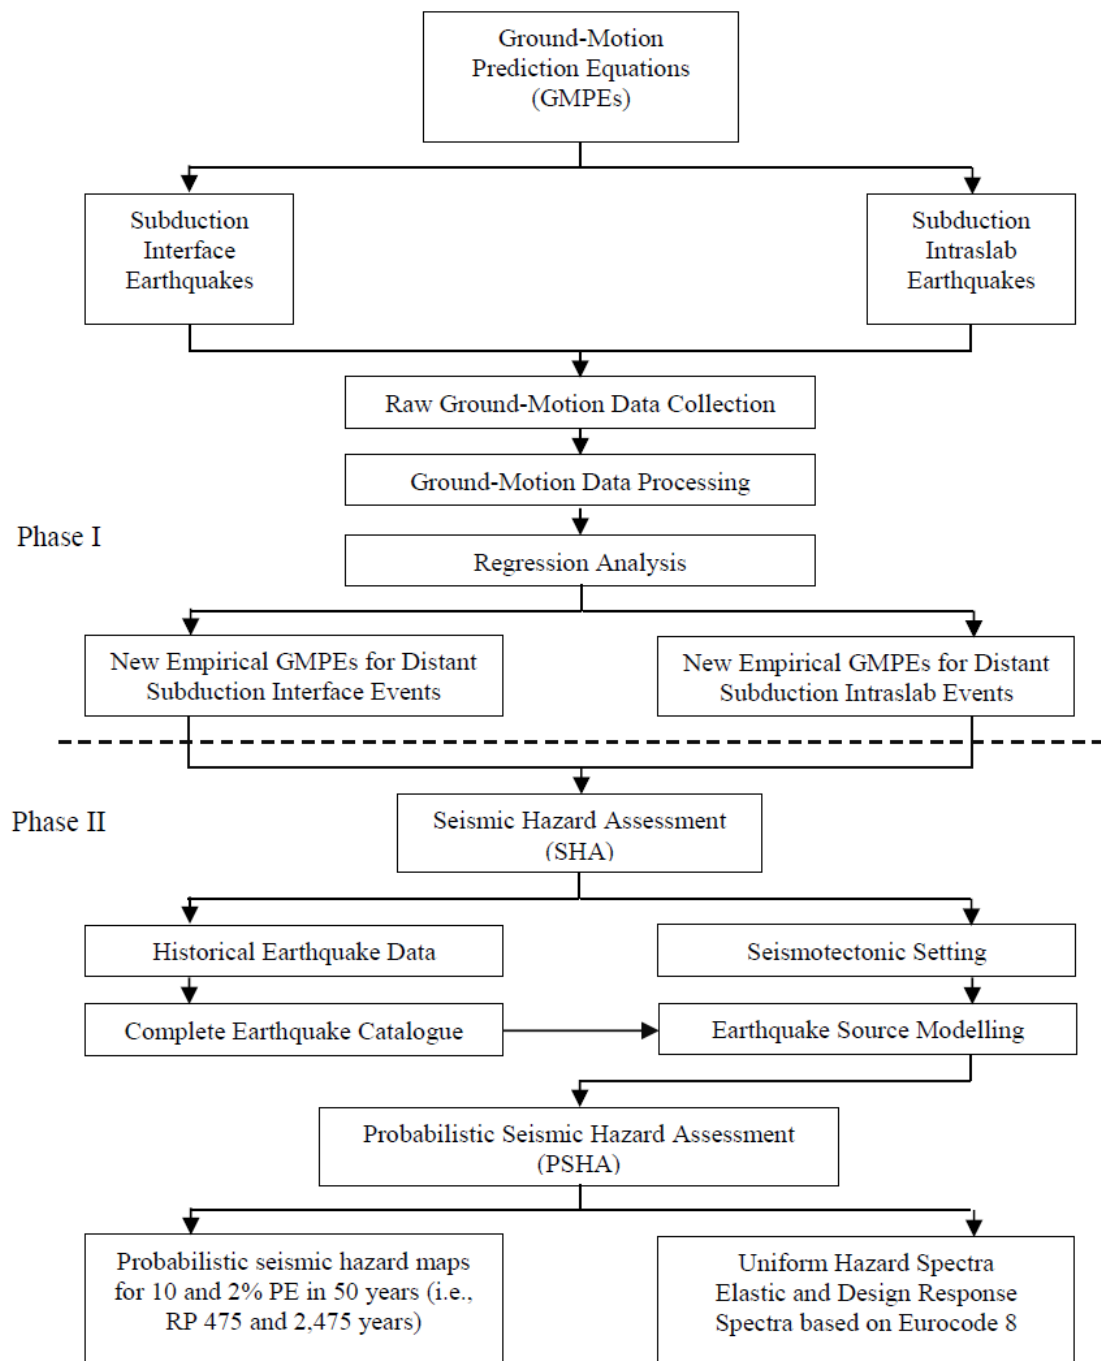 Ground-Motion
Prediction Equations
(GMPEs)
Subduction
Interface
Earthquakes
Subduction
Intraslab
Earthquakes
Raw Ground-Motion Data Collection
Ground-Motion Data Processing
Phase I
Regression Analysis
New Empirical GMPEs for Distant
Subduction Interface Events
New Empirical GMPEs for Distant
Subduction Intraslab Events
Phase II
Seismic Hazard Assessment
(SHA)
Historical Earthquake Data
Seismotectonic Setting
Complete Earthquake Catalogue
Earthquake Source Modelling
Probabilistic Seismic Hazard Assessment
(PSHA)
Probabilistic seismic hazard maps
for 10 and 2% PE in 50 years (i.e.,
RP 475 and 2,475 years)
Uniform Hazard Spectra
Elastic and Design Response
Spectra based on Eurocode 8